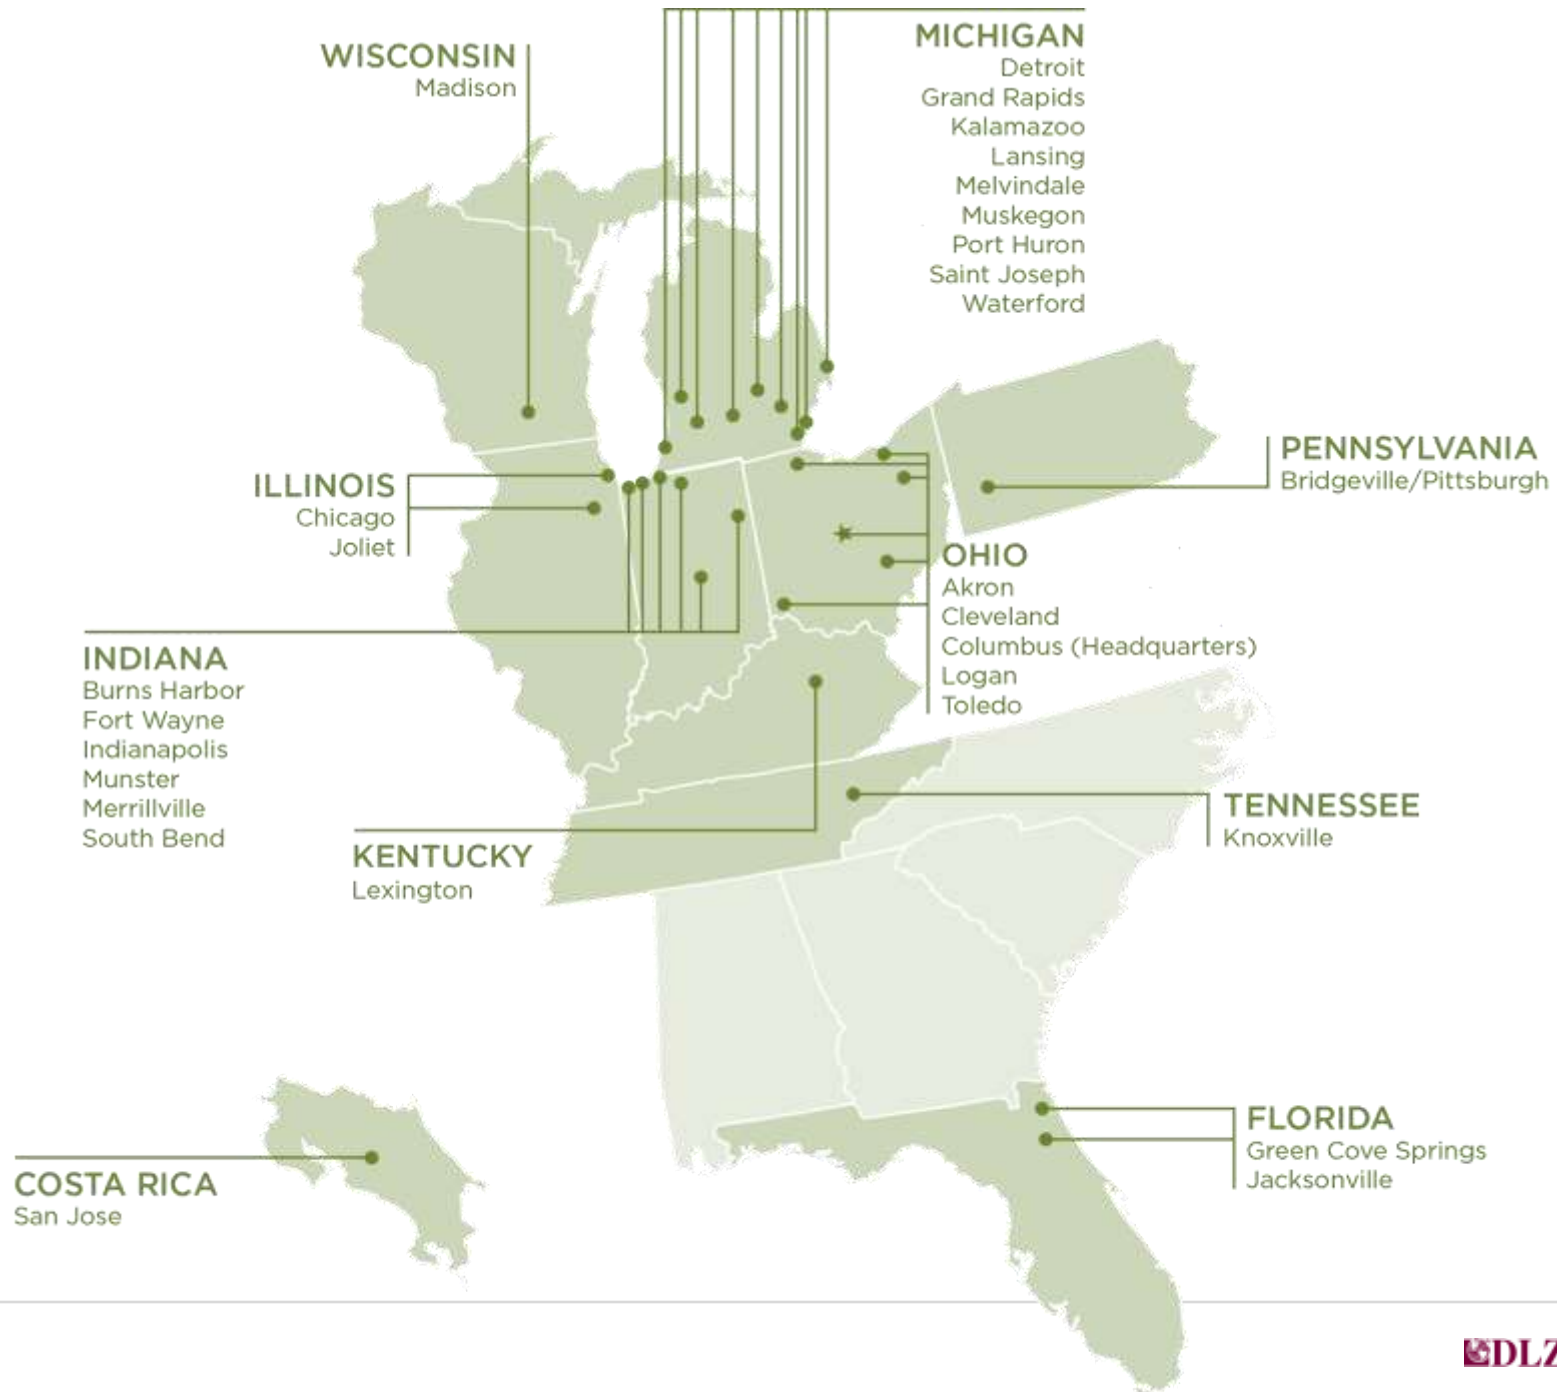 WISCONSIN
Madison
MICHIGAN
Detroit
Grand Rapids
Kalamazoo
Lansing
Melvindale
Muskegon
Port Huron
Saint Joseph
Waterford
PENNSYLVANIA
Bridgeville/Pittsburgh
ILLINOIS
Chicago
Joliet
OHIO
Akron
Cleveland
Columbus (Headquarters)
Logan
Toledo
INDIANA
Burns Harbor
Fort Wayne
Indianapolis
Munster
Merrillville
South Bend
KENTUCKY
Lexington
TENNESSEE
Knoxville
FLORIDA
Green Cove Springs
Jacksonville
COSTA RICA
San Jose
DLZ